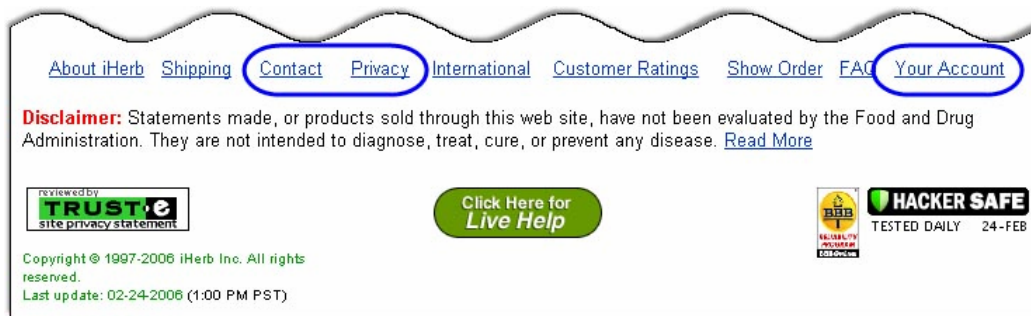 About iHerb Shipping Contact Privacy International Customer Ratings Show Order FAQ Your Account
Disclaimer: Statements made, or products sold through this web site, have not been evaluated by the Food and Drug
Administration. They are not intended to diagnose, treat, cure, or prevent any disease. Read More
reviewed by
TRUST·e
site privacy statement
Click Here for
Live Help
BBB
RELIABILITY
PROGRAM
BBBOnLine
HACKER SAFE
TESTED DAILY 24-FEB
Copyright © 1997-2006 iHerb Inc. All rights
reserved.
Last update: 02-24-2006 (1:00 PM PST)